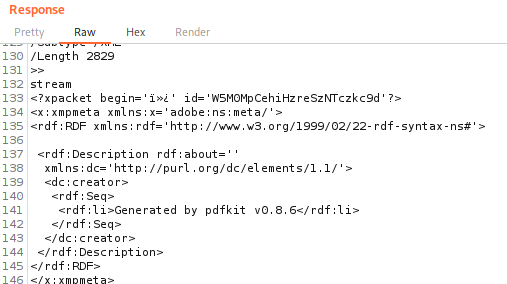 Response
Pretty Raw Hex Render
130 /Length 2829
131 >>
132 stream
133 <?xpacket begin='ï»¿' id='W5M0MpCehiHzreSzNTczkc9d'?>
134 <x:xmpmeta xmlns:x='adobe:ns:meta/'>
135 <rdf:RDF xmlns:rdf='http://www.w3.org/1999/02/22-rdf-syntax-ns#'>
136
137 <rdf:Description rdf:about=''
138 xmlns:dc='http://purl.org/dc/elements/1.1/'>
139 <dc:creator>
140 <rdf:Seq>
141 <rdf:li>Generated by pdfkit v0.8.6</rdf:li>
142 </rdf:Seq>
143 </dc:creator>
144 </rdf:Description>
145 </rdf:RDF>
146 </x:xmpmeta>